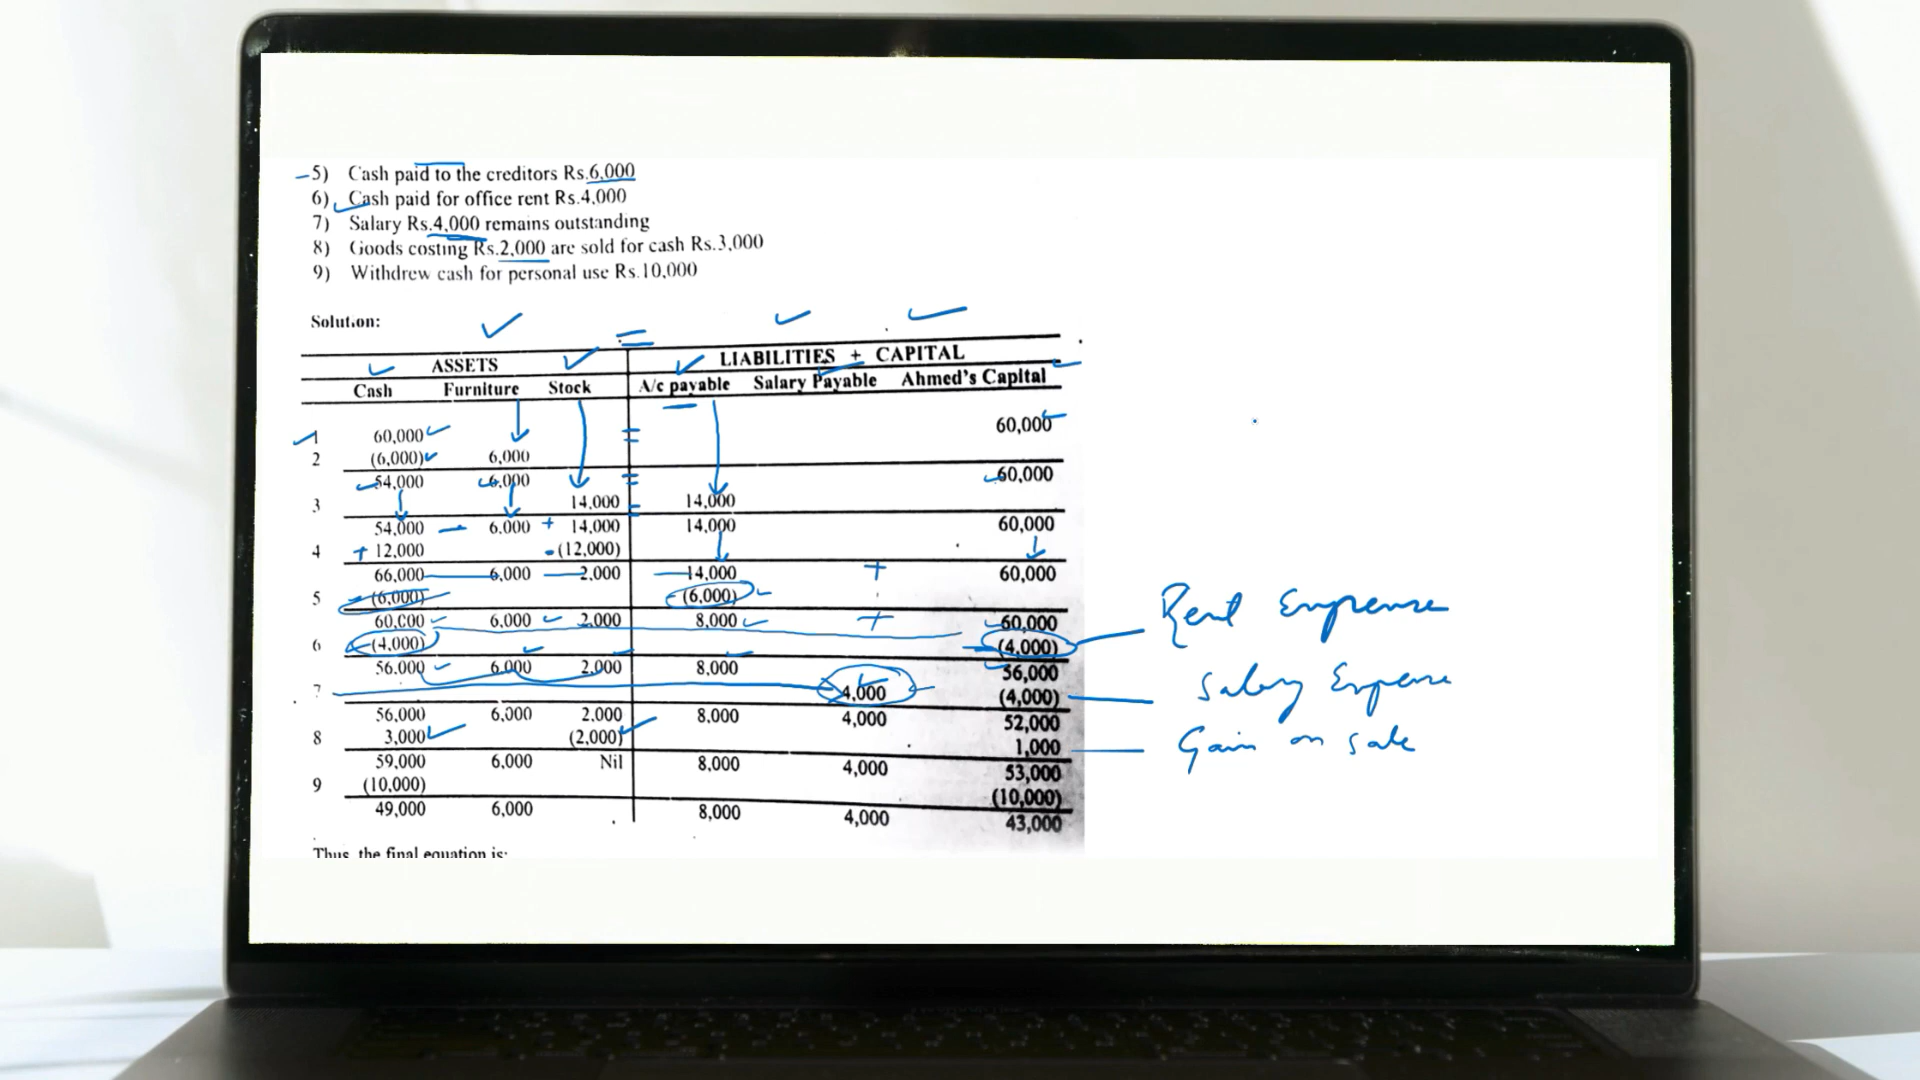 5) Cash paid to the creditors Rs.6,000
6) Cash paid for office rent Rs.4,000
7) Salary Rs.4,000 remains outstanding
8) Goods costing Rs.2,000 are sold for cash Rs.3,000
9) Withdrew cash for personal use Rs.10,000
Solution:
ASSETS = LIABILITIES + CAPITAL
Cash Furniture Stock A/c payable Salary Payable Ahmed's Capital
1 60,000 = 60,000
2 (6,000) 6,000
54,000 6,000 = 60,000
3 14,000 = 14,000
54,000 6,000 + 14,000 14,000 60,000
4 + 12,000 -(12,000)
66,000 6,000 2,000 14,000 + 60,000
5 (6,000) (6,000)
60,000 6,000 2,000 8,000 + 60,000
6 (4,000) (4,000) Rent Expense
56,000 6,000 2,000 8,000 56,000
7 4,000 (4,000) Salary Expense
56,000 6,000 2,000 8,000 4,000 52,000
8 3,000 (2,000) 1,000 Gain on sale
59,000 6,000 Nil 8,000 4,000 53,000
9 (10,000) (10,000)
49,000 6,000 8,000 4,000 43,000
Thus, the final equation is: